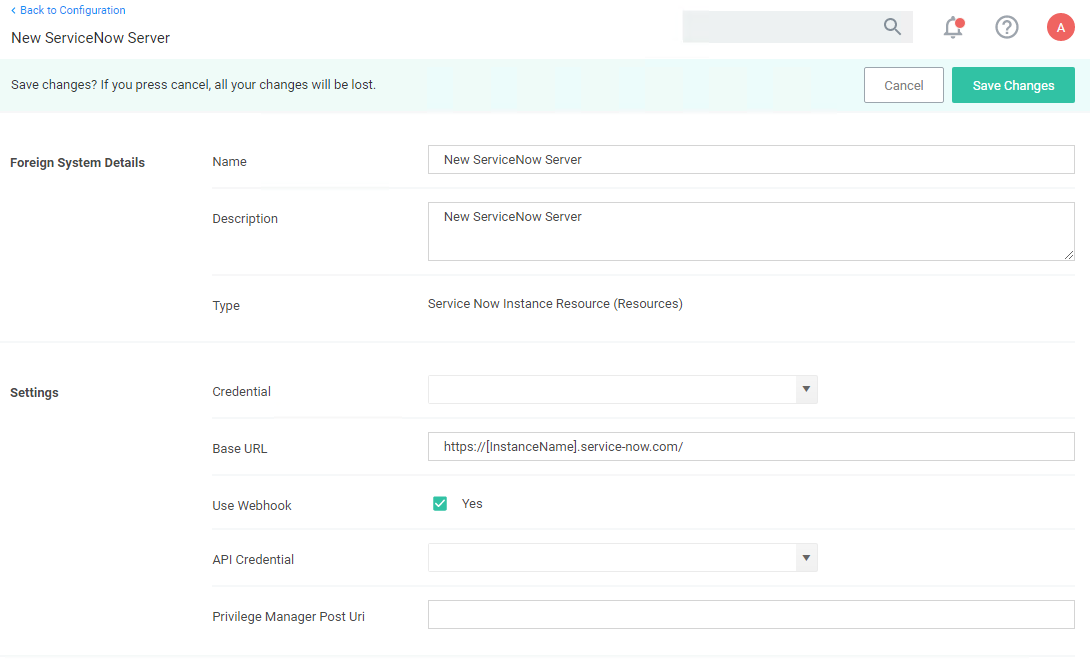 Back to Configuration
New ServiceNow Server
A
Save changes? If you press cancel, all your changes will be lost.
Cancel
Save Changes
Foreign System Details
Name
New ServiceNow Server
Description
New ServiceNow Server
Type
Service Now Instance Resource (Resources)
Settings
Credential
Base URL
https://[InstanceName].service-now.com/
Use Webhook
Yes
API Credential
Privilege Manager Post Uri